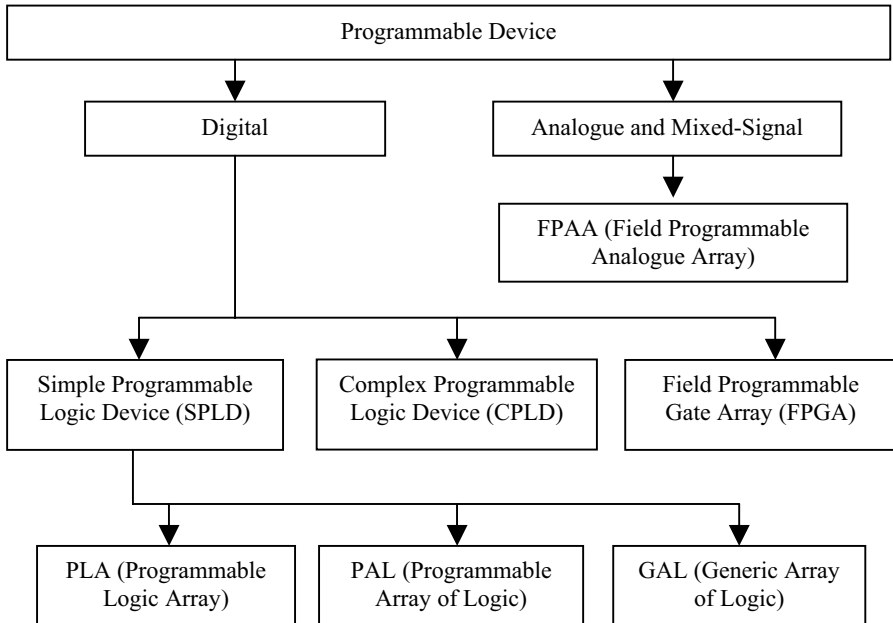 Programmable Device
Digital
Analogue and Mixed-Signal
FPAA (Field Programmable
Analogue Array)
Simple Programmable
Logic Device (SPLD)
Complex Programmable
Logic Device (CPLD)
Field Programmable
Gate Array (FPGA)
PLA (Programmable
Logic Array)
PAL (Programmable
Array of Logic)
GAL (Generic Array
of Logic)